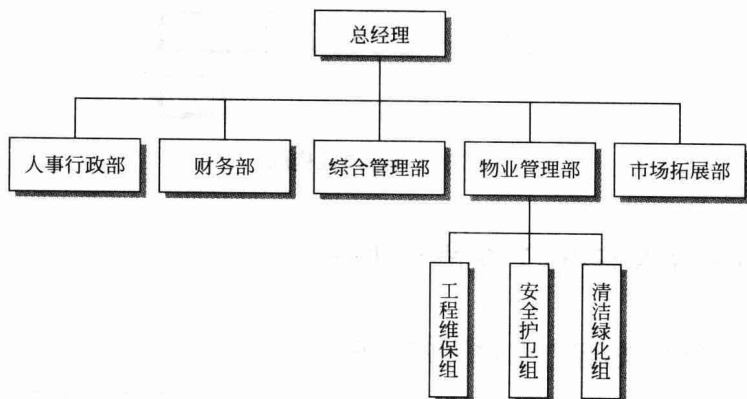 总经理
人事行政部
财务部
综合管理部
物业管理部
市场拓展部
工程维保组
安全护卫组
清洁绿化组